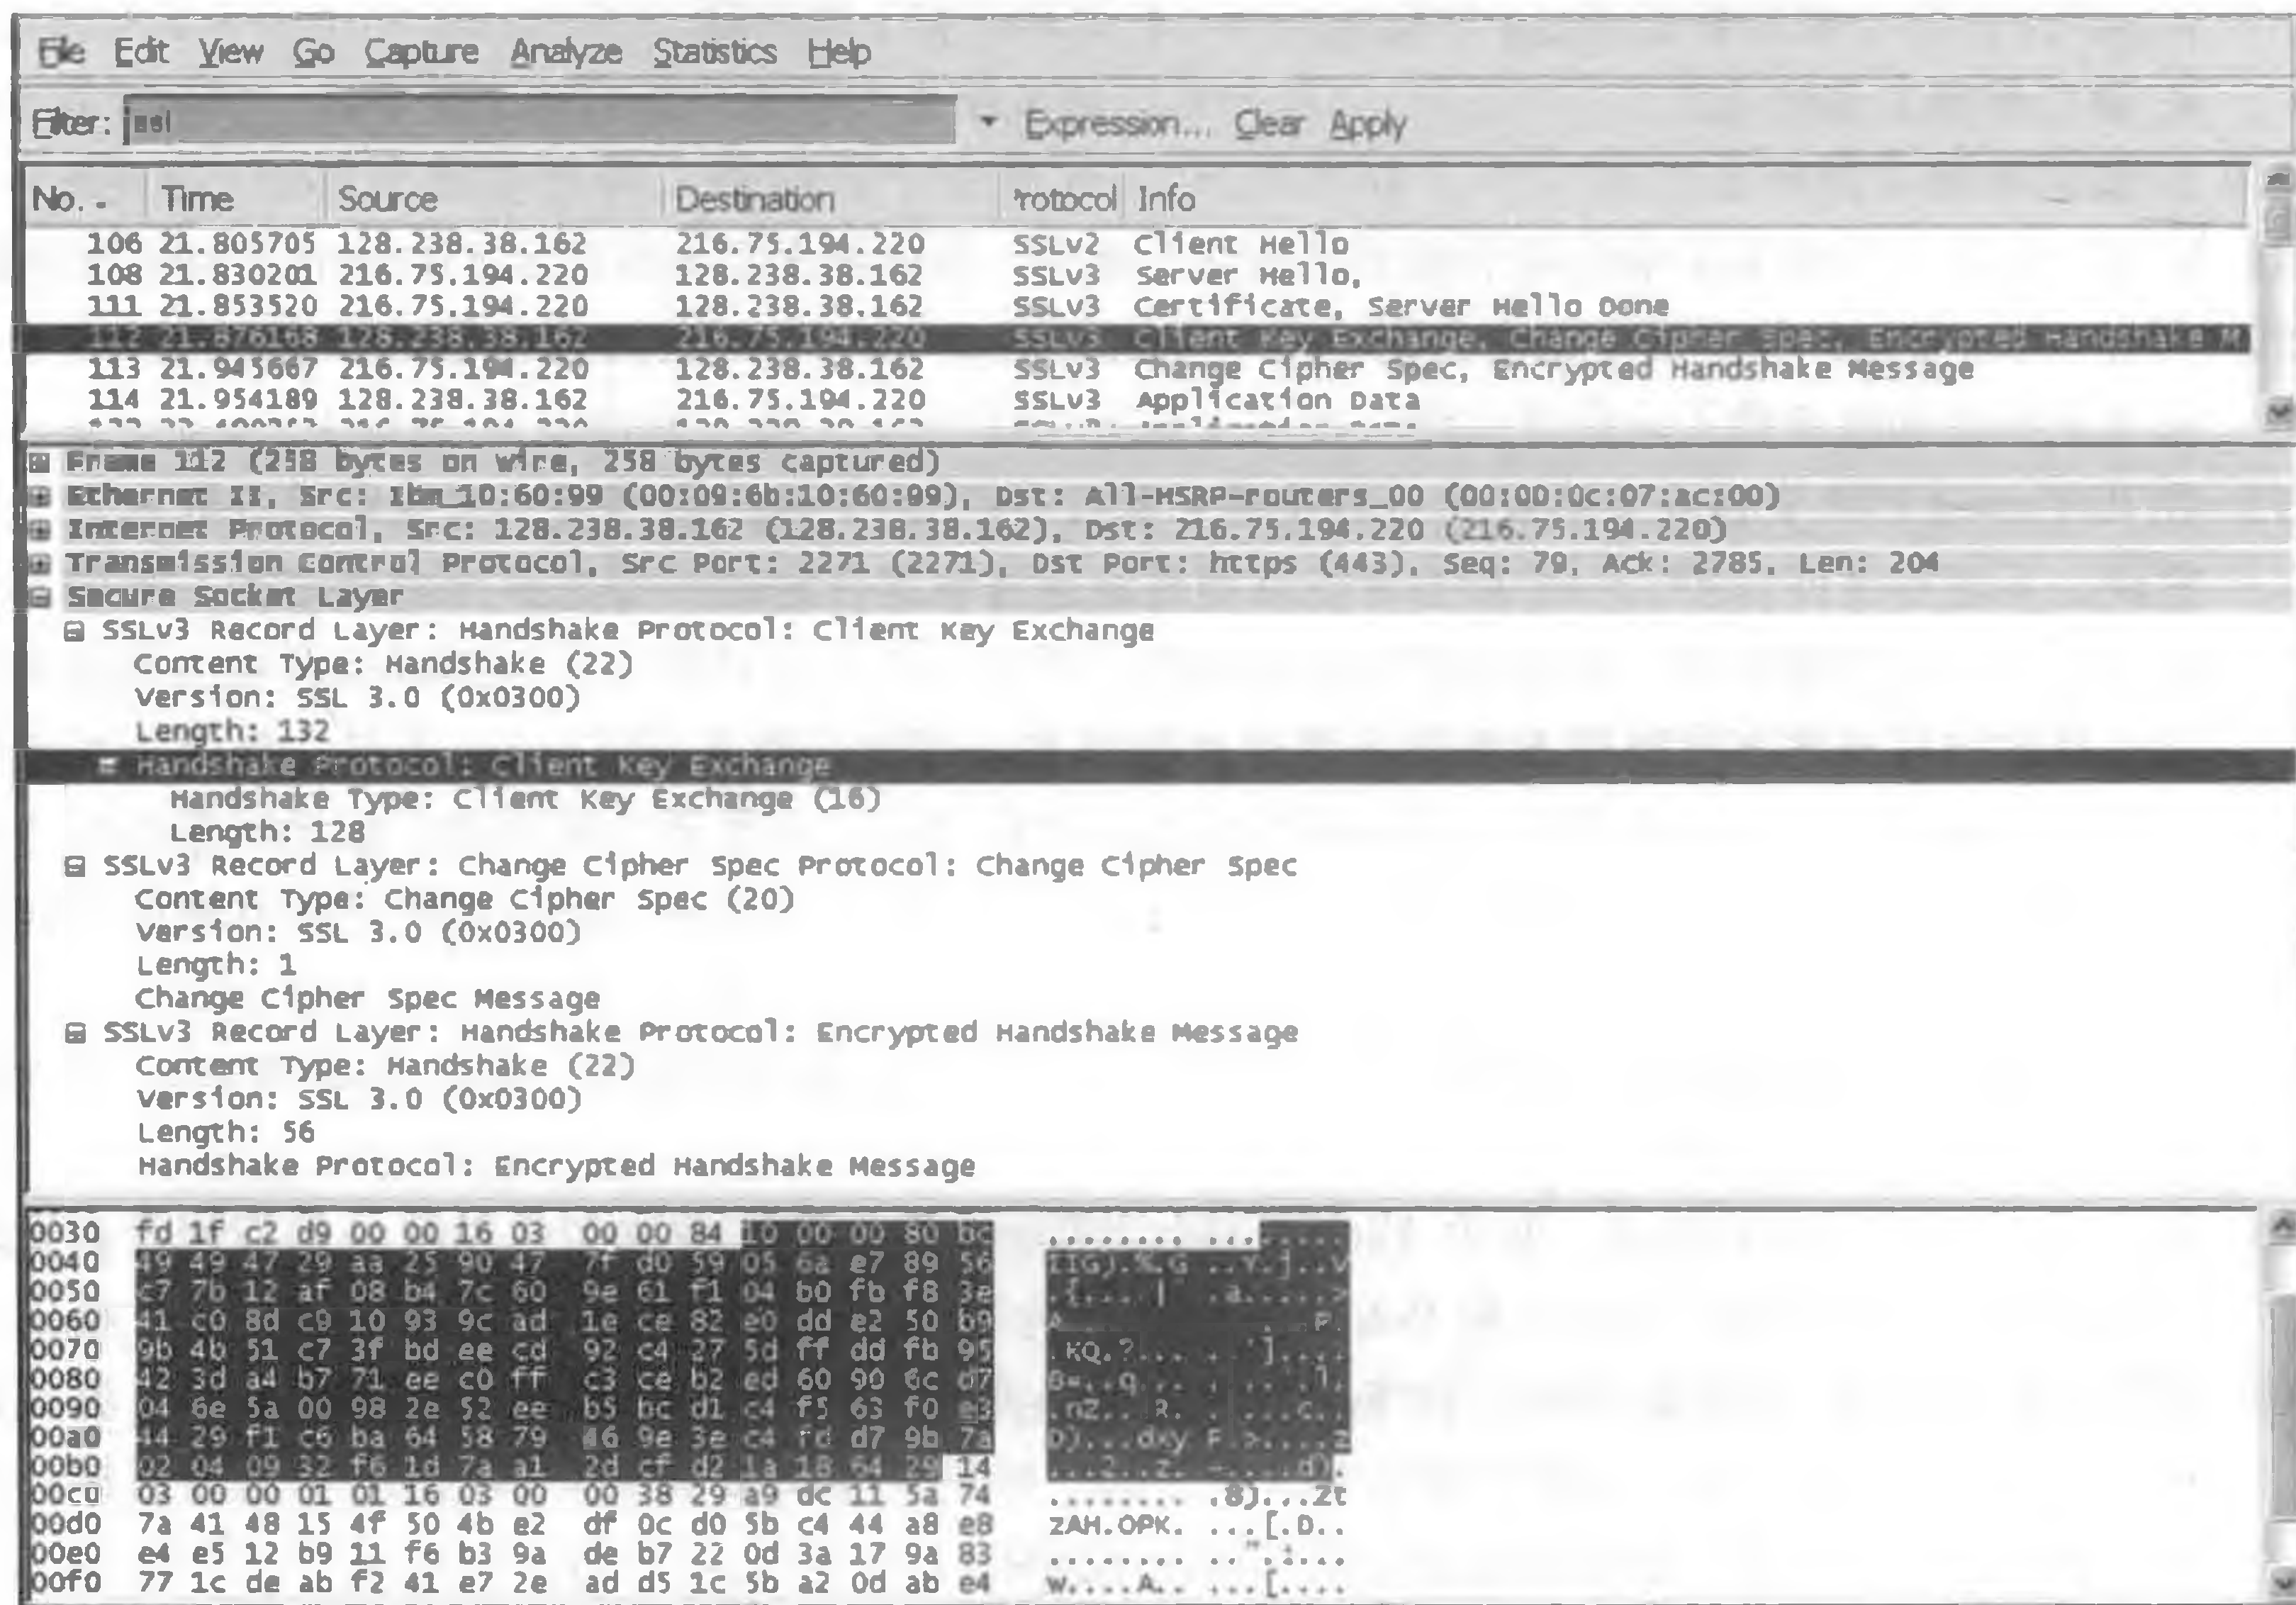 File Edit View Go Capture Analyze Statistics Help
Filter: ssl Expression... Clear Apply
No. - Time Source Destination rotocol Info
106 21.805705 128.238.38.162 216.75.194.220 SSLv2 Client Hello
108 21.830201 216.75.194.220 128.238.38.162 SSLv3 Server Hello,
111 21.853520 216.75.194.220 128.238.38.162 SSLv3 Certificate, Server Hello Done
112 21.876168 128.238.38.162 216.75.194.220 SSLv3 Client Key Exchange, Change Cipher Spec, Encrypted Handshake M
113 21.945667 216.75.194.220 128.238.38.162 SSLv3 Change Cipher Spec, Encrypted Handshake Message
114 21.954189 128.238.38.162 216.75.194.220 SSLv3 Application Data
Frame 112 (258 bytes on wire, 258 bytes captured)
Ethernet II, Src: Ibm_10:60:99 (00:09:6b:10:60:99), Dst: All-HSRP-routers_00 (00:00:0c:07:ac:00)
Internet Protocol, Src: 128.238.38.162 (128.238.38.162), Dst: 216.75.194.220 (216.75.194.220)
Transmission Control Protocol, Src Port: 2271 (2271), Dst Port: https (443), Seq: 79, Ack: 2785, Len: 204
Secure Socket Layer
SSLv3 Record Layer: Handshake Protocol: Client Key Exchange
Content Type: Handshake (22)
Version: SSL 3.0 (0x0300)
Length: 132
Handshake Protocol: Client Key Exchange
Handshake Type: Client Key Exchange (16)
Length: 128
SSLv3 Record Layer: Change Cipher Spec Protocol: Change Cipher Spec
Content Type: Change Cipher Spec (20)
Version: SSL 3.0 (0x0300)
Length: 1
Change Cipher Spec Message
SSLv3 Record Layer: Handshake Protocol: Encrypted Handshake Message
Content Type: Handshake (22)
Version: SSL 3.0 (0x0300)
Length: 56
Handshake Protocol: Encrypted Handshake Message
0030 fd 1f c2 d9 00 00 16 03 00 00 84 10 00 00 80 bc ........ ........
0040 49 49 47 29 aa 25 90 47 7f d0 59 05 6a e7 89 56 IIG).%.G ..Y.j..V
0050 c7 7b 12 af 08 b4 7c 60 9e 61 f1 04 b0 fb f8 3e .{....|` .a.....>
0060 41 c0 8d c9 10 93 9c ad 1e ce 82 e0 dd e2 50 b9 A....... ......P.
0070 9b 4b 51 c7 3f bd ee cd 92 c4 27 5d ff dd fb 95 .KQ.?... ..']....
0080 42 3d a4 b7 71 ee c0 ff c3 ce b2 ed 60 90 6c d7 B=..q... ....`.l.
0090 04 6e 5a 00 98 2e 52 ee b5 bc d1 c4 f5 63 f0 e3 .nZ...R. .....c..
00a0 44 29 f1 c6 ba 64 58 79 46 9e 3e c4 fd d7 9b 7a D)...dXy F.>....z
00b0 02 04 09 32 f6 1d 7a a1 2d cf d2 1a 18 64 29 14 ...2..z. -....d).
00c0 03 00 00 01 01 16 03 00 00 38 29 a9 dc 11 5a 74 ........ .8)...Zt
00d0 7a 41 48 15 4f 50 4b e2 df 0c d0 5b c4 44 a8 e8 zAH.OPK. ...[.D..
00e0 e4 e5 12 b9 11 f6 b3 9a de b7 22 0d 3a 17 9a 83 ........ ..".:...
00f0 77 1c de ab f2 41 e7 2e ad d5 1c 5b a2 0d ab e4 w....A.. ...[....